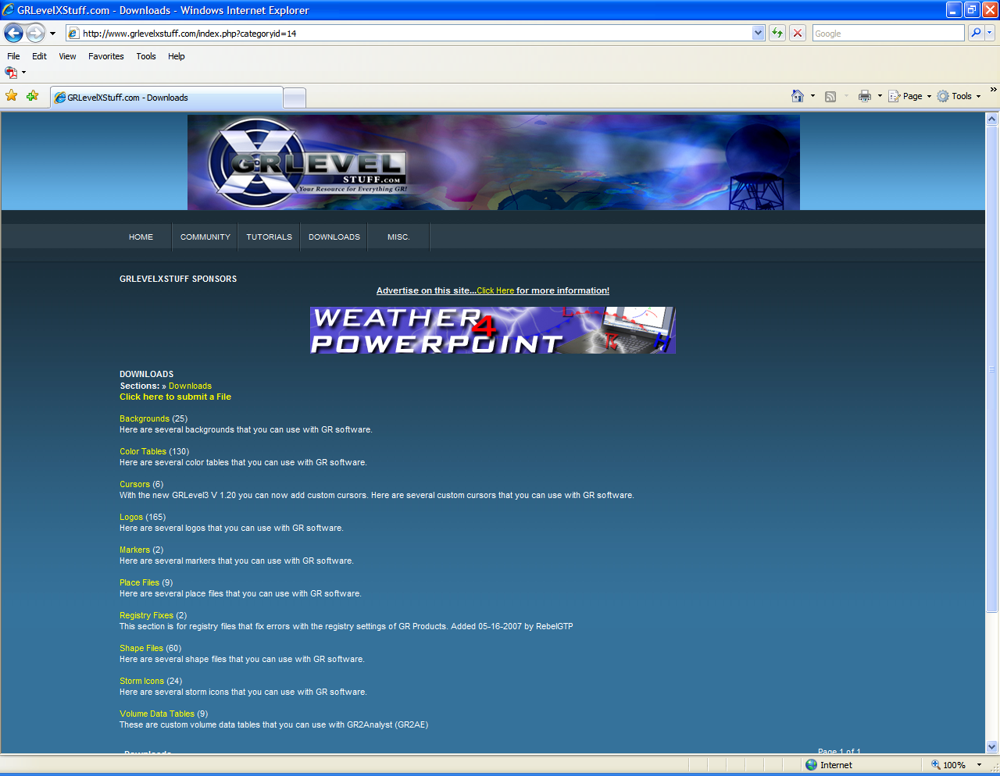 GRLevelXStuff.com - Downloads - Windows Internet Explorer
http://www.grlevelxstuff.com/index.php?categoryid=14
Google
File Edit View Favorites Tools Help
GRLevelXStuff.com - Downloads
Page Tools »
X GRLEVEL
STUFF.COM
Your Resource for Everything GR!
HOME COMMUNITY TUTORIALS DOWNLOADS MISC.
GRLEVELXSTUFF SPONSORS
Advertise on this site...Click Here for more information!
WEATHER 4
POWERPOINT
L R H
DOWNLOADS
Sections: » Downloads
Click here to submit a File
Backgrounds (25)
Here are several backgrounds that you can use with GR software.
Color Tables (130)
Here are several color tables that you can use with GR software.
Cursors (6)
With the new GRLevel3 V 1.20 you can now add custom cursors. Here are several custom cursors that you can use with GR software.
Logos (165)
Here are several logos that you can use with GR software.
Markers (2)
Here are several markers that you can use with GR software.
Place Files (9)
Here are several place files that you can use with GR software.
Registry Fixes (2)
This section is for registry files that fix errors with the registry settings of GR Products. Added 05-16-2007 by RebelGTP
Shape Files (60)
Here are several shape files that you can use with GR software.
Storm Icons (24)
Here are several storm icons that you can use with GR software.
Volume Data Tables (9)
These are custom volume data tables that you can use with GR2Analyst (GR2AE)
Downloads Page 1 of 1
Internet 100%